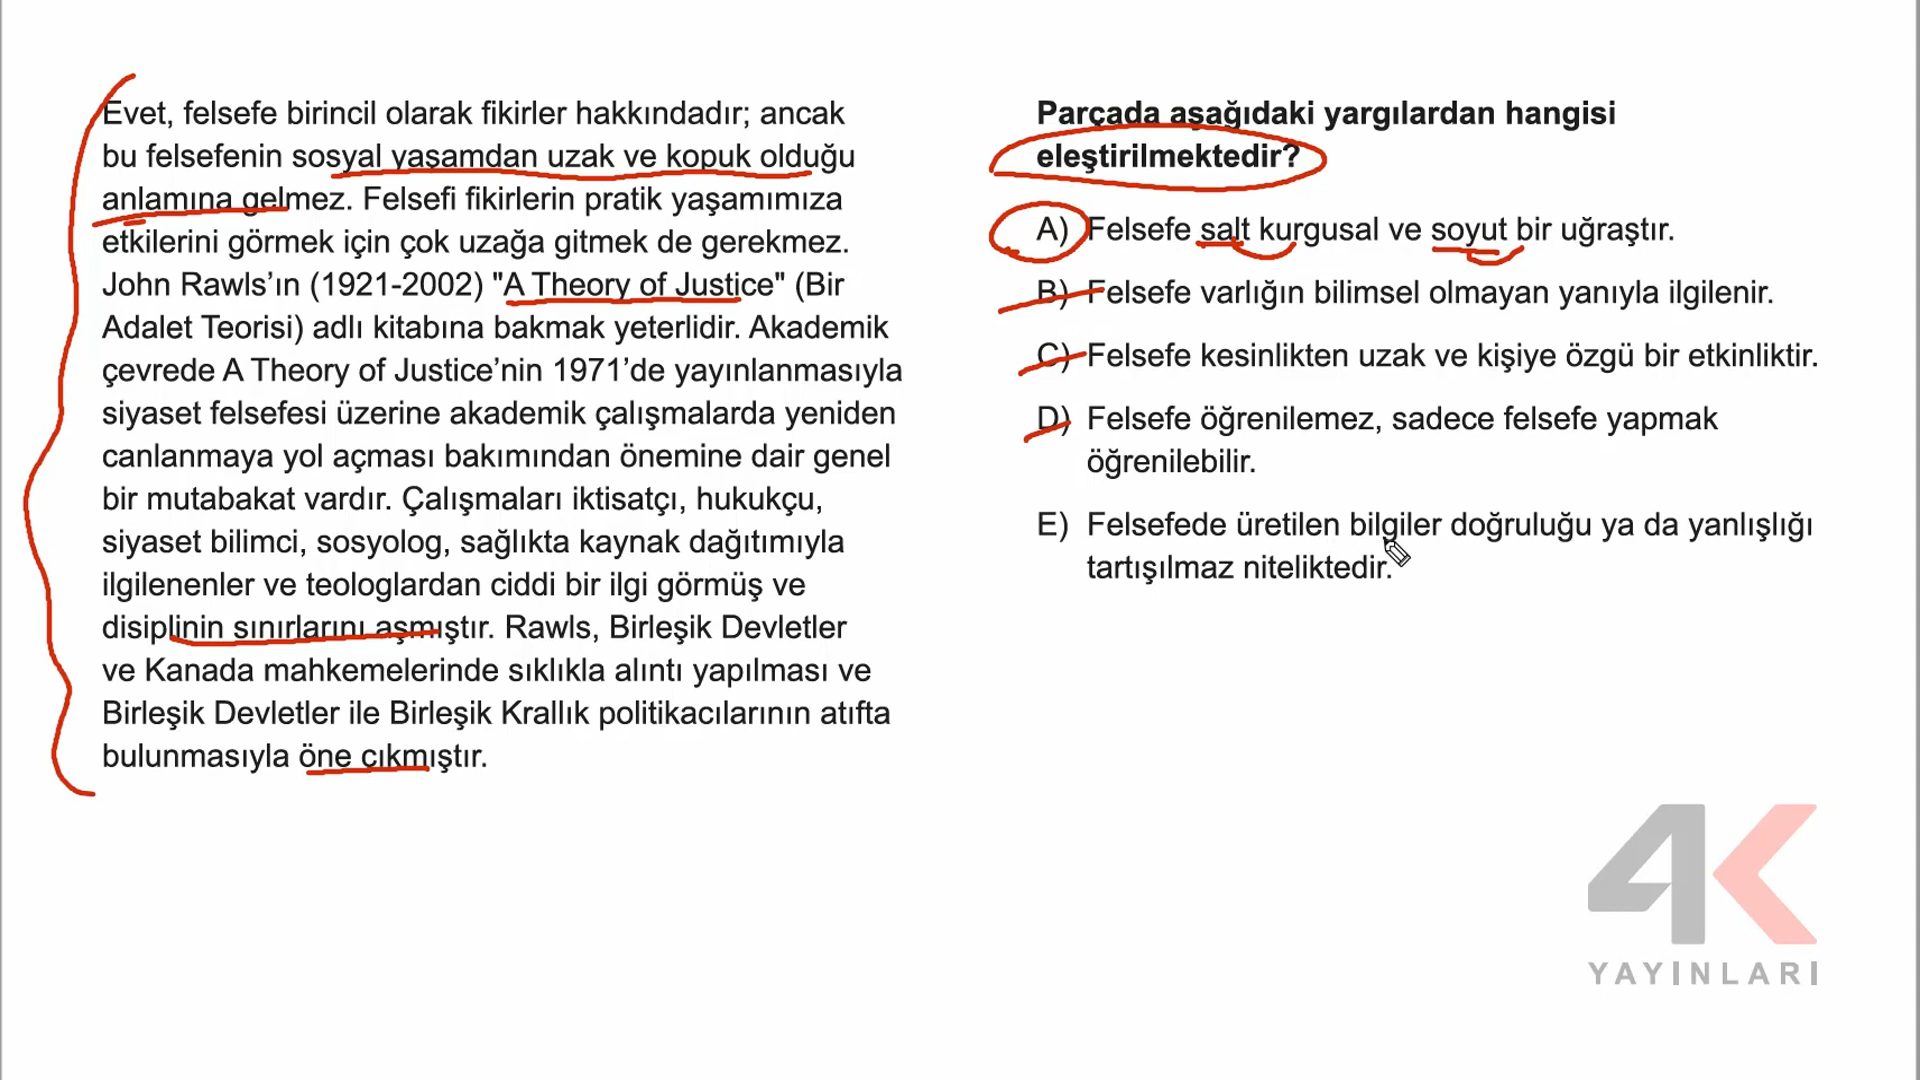 Evet, felsefe birincil olarak fikirler hakkındadır; ancak
bu felsefenin sosyal yaşamdan uzak ve kopuk olduğu
anlamına gelmez. Felsefi fikirlerin pratik yaşamımıza
etkilerini görmek için çok uzağa gitmek de gerekmez.
John Rawls’ın (1921-2002) "A Theory of Justice" (Bir
Adalet Teorisi) adlı kitabına bakmak yeterlidir. Akademik
çevrede A Theory of Justice’nin 1971’de yayınlanmasıyla
siyaset felsefesi üzerine akademik çalışmalarda yeniden
canlanmaya yol açması bakımından önemine dair genel
bir mutabakat vardır. Çalışmaları iktisatçı, hukukçu,
siyaset bilimci, sosyolog, sağlıkta kaynak dağıtımıyla
ilgilenenler ve teologlardan ciddi bir ilgi görmüş ve
disiplinin sınırlarını aşmıştır. Rawls, Birleşik Devletler
ve Kanada mahkemelerinde sıklıkla alıntı yapılması ve
Birleşik Devletler ile Birleşik Krallık politikacılarının atıfta
bulunmasıyla öne çıkmıştır.
Parçada aşağıdaki yargılardan hangisi
eleştirilmektedir?
A) Felsefe salt kurgusal ve soyut bir uğraştır.
B) Felsefe varlığın bilimsel olmayan yanıyla ilgilenir.
C) Felsefe kesinlikten uzak ve kişiye özgü bir etkinliktir.
D) Felsefe öğrenilemez, sadece felsefe yapmak
öğrenilebilir.
E) Felsefede üretilen bilgiler doğruluğu ya da yanlışlığı
tartışılmaz niteliktedir.
4K
YAYINLARI